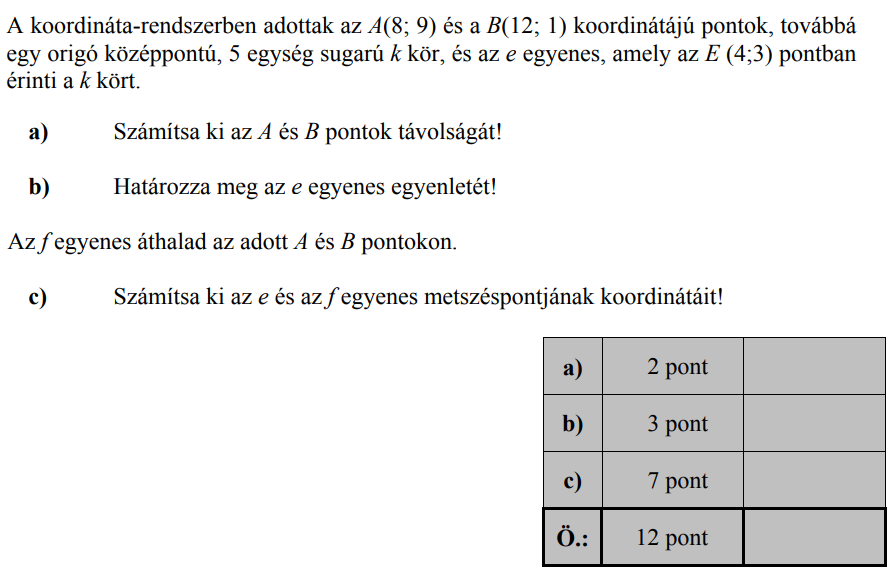 A koordináta-rendszerben adottak az A(8; 9) és a B(12; 1) koordinátájú pontok, továbbá
egy origó középpontú, 5 egység sugarú k kör, és az e egyenes, amely az E (4;3) pontban
érinti a k kört.
a) Számítsa ki az A és B pontok távolságát!
b) Határozza meg az e egyenes egyenletét!
Az f egyenes áthalad az adott A és B pontokon.
c) Számítsa ki az e és az f egyenes metszéspontjának koordinátáit!
a) 2 pont
b) 3 pont
c) 7 pont
Ö.: 12 pont